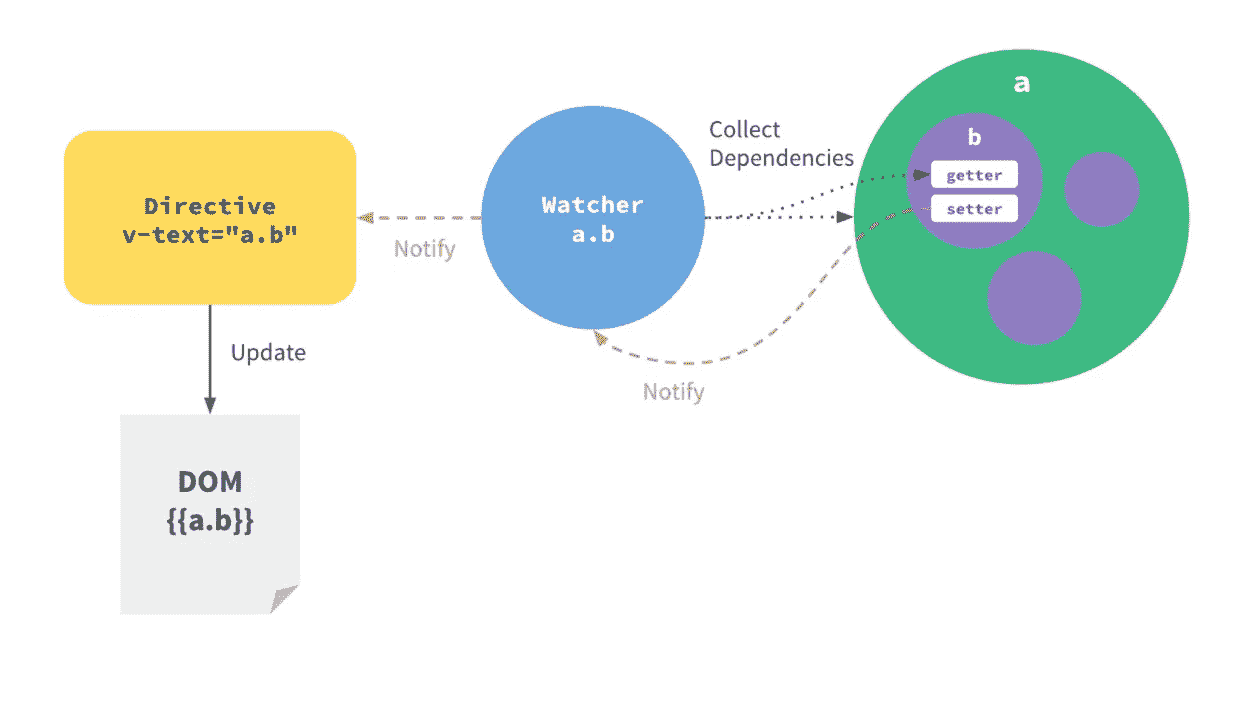 Directive
v-text="a.b"
Notify
Watcher
a.b
Collect
Dependencies
a
b
getter
setter
Notify
Update
DOM
{{a.b}}